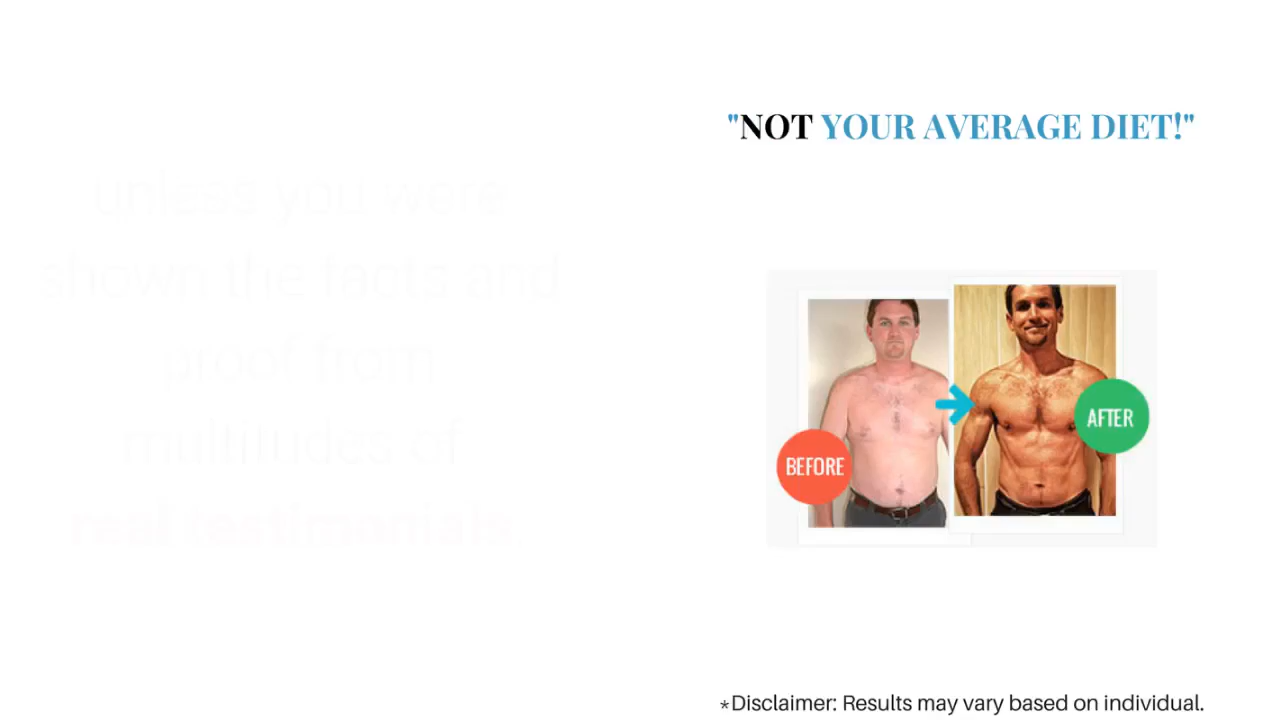 "NOT YOUR AVERAGE DIET!"
unless you were
shown the facts and
proof from
multitudes of
real testimonials
BEFORE
AFTER
*Disclaimer: Results may vary based on individual.